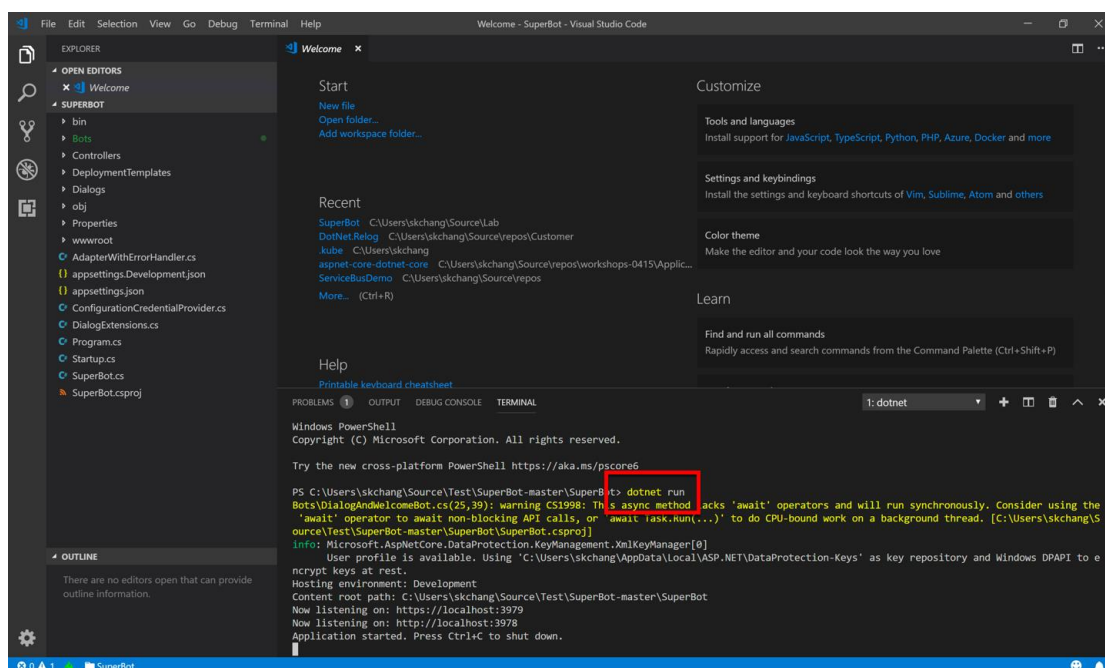 File Edit Selection View Go Debug Terminal Help
Welcome - SuperBot - Visual Studio Code
EXPLORER
OPEN EDITORS
Welcome
SUPERBOT
bin
Bots
Controllers
DeploymentTemplates
Dialogs
obj
Properties
wwwroot
AdapterWithErrorHandler.cs
{} appsettings.Development.json
{} appsettings.json
ConfigurationCredentialProvider.cs
DialogExtensions.cs
Program.cs
Startup.cs
SuperBot.cs
SuperBot.csproj
OUTLINE
There are no editors open that can provide
outline information.
Welcome
Start
New file
Open folder...
Add workspace folder...
Recent
SuperBot C:\Users\skchang\Source\Lab
DotNet.Relog C:\Users\skchang\Source\repos\Customer
.kube C:\Users\skchang
aspnet-core-dotnet-core C:\Users\skchang\Source\repos\workshops-0415\Applic...
ServiceBusDemo C:\Users\skchang\Source\repos
More... (Ctrl+R)
Help
Printable keyboard cheatsheet
Customize
Tools and languages
Install support for JavaScript, TypeScript, Python, PHP, Azure, Docker and more
Settings and keybindings
Install the settings and keyboard shortcuts of Vim, Sublime, Atom and others
Color theme
Make the editor and your code look the way you love
Learn
Find and run all commands
Rapidly access and search commands from the Command Palette (Ctrl+Shift+P)
PROBLEMS 1 OUTPUT DEBUG CONSOLE TERMINAL
1: dotnet
Windows PowerShell
Copyright (C) Microsoft Corporation. All rights reserved.
Try the new cross-platform PowerShell https://aka.ms/pscore6
PS C:\Users\skchang\Source\Test\SuperBot-master\SuperBot> dotnet run
Bots\DialogAndWelcomeBot.cs(25,39): warning CS1998: This async method lacks 'await' operators and will run synchronously. Consider using the
'await' operator to await non-blocking API calls, or 'await Task.Run(...)' to do CPU-bound work on a background thread. [C:\Users\skchang\S
ource\Test\SuperBot-master\SuperBot\SuperBot.csproj]
info: Microsoft.AspNetCore.DataProtection.KeyManagement.XmlKeyManager[0]
User profile is available. Using 'C:\Users\skchang\AppData\Local\ASP.NET\DataProtection-Keys' as key repository and Windows DPAPI to e
ncrypt keys at rest.
Hosting environment: Development
Content root path: C:\Users\skchang\Source\Test\SuperBot-master\SuperBot
Now listening on: https://localhost:3979
Now listening on: http://localhost:3978
Application started. Press Ctrl+C to shut down.
0 1 SuperBot